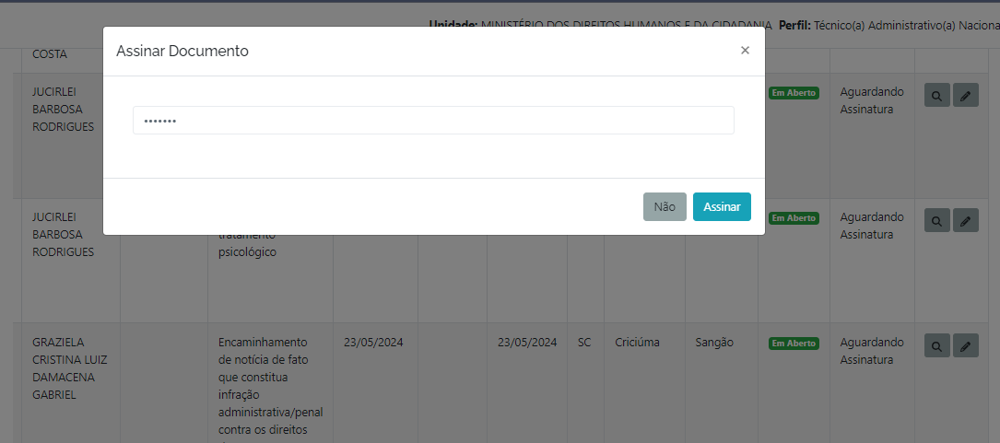 Unidade: MINISTÉRIO DOS DIREITOS HUMANOS E DA CIDADANIA Perfil: Técnico(a) Administrativo(a) Naciona
Assinar Documento ×
•••••••
Não Assinar
COSTA
JUCIRLEI
BARBOSA
RODRIGUES
Em Aberto
Aguardando
Assinatura
JUCIRLEI
BARBOSA
RODRIGUES
tratamento
psicológico
Em Aberto
Aguardando
Assinatura
GRAZIELA
CRISTINA LUIZ
DAMACENA
GABRIEL
Encaminhamento
de notícia de fato
que constitua
infração
administrativa/penal
contra os direitos
23/05/2024
23/05/2024
SC
Criciúma
Sangão
Em Aberto
Aguardando
Assinatura